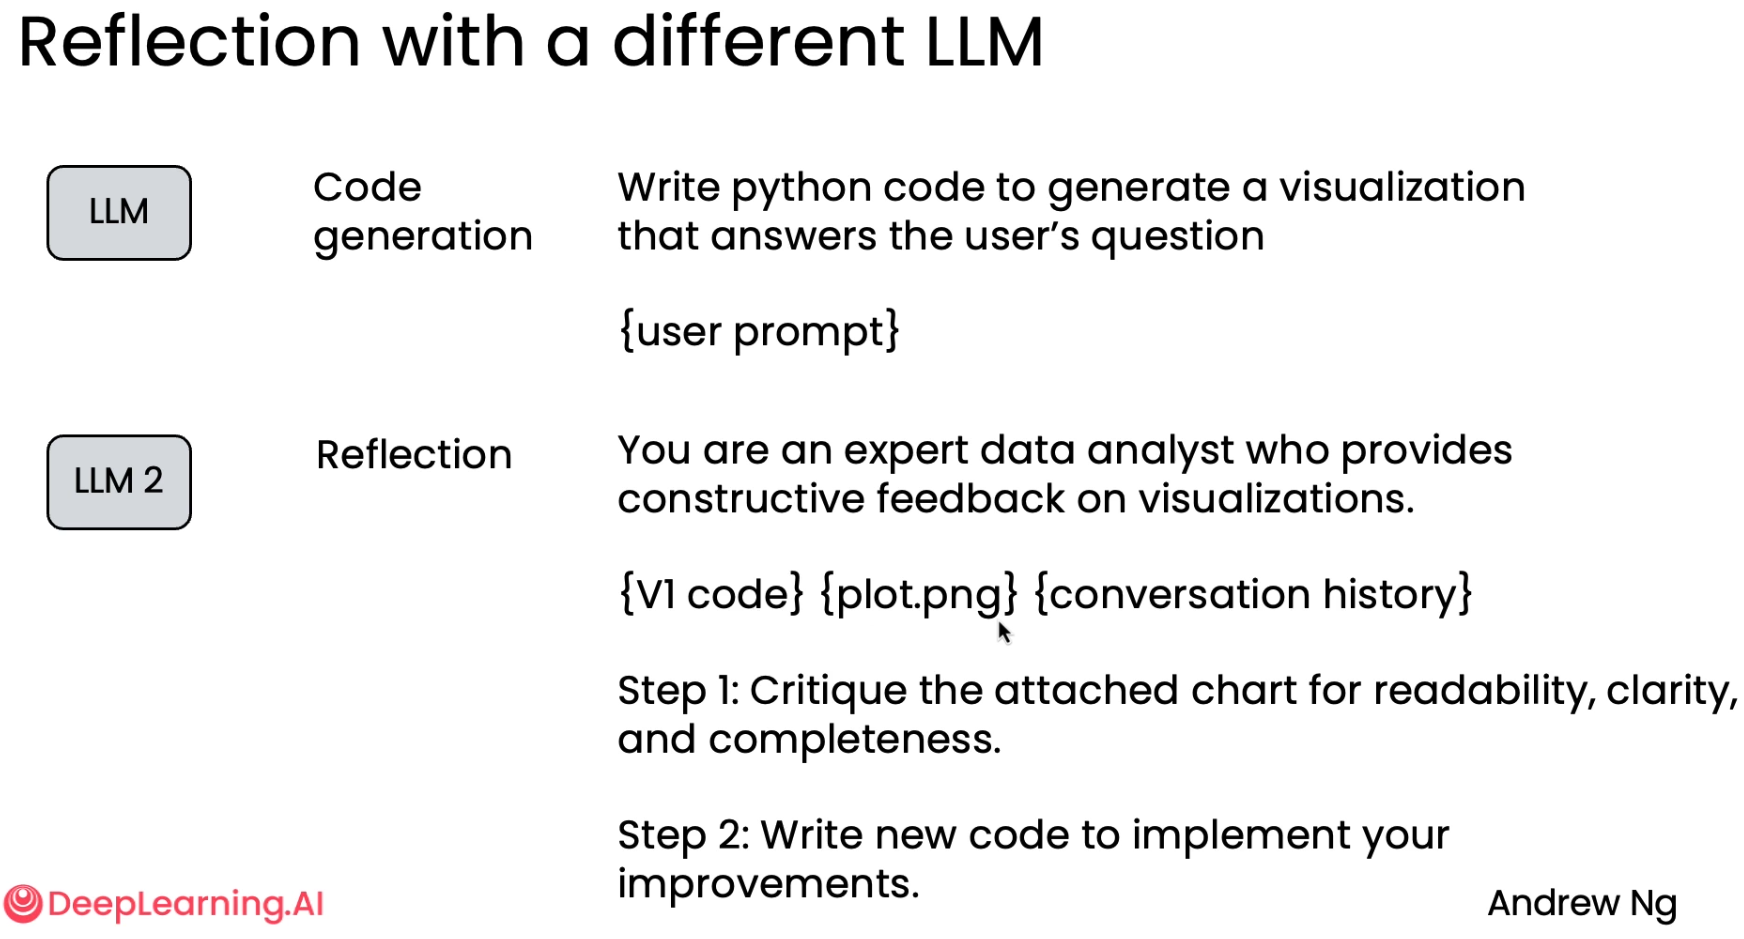 Reflection with a different LLM
LLM
Code
generation
Write python code to generate a visualization
that answers the user’s question
{user prompt}
LLM 2
Reflection
You are an expert data analyst who provides
constructive feedback on visualizations.
{V1 code} {plot.png} {conversation history}
Step 1: Critique the attached chart for readability, clarity,
and completeness.
Step 2: Write new code to implement your
improvements.
DeepLearning.AI
Andrew Ng